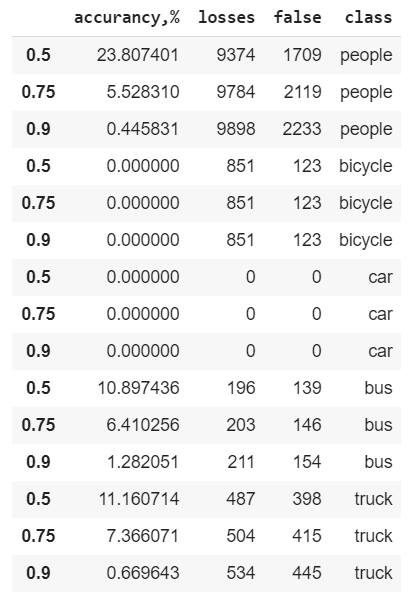 accurancy,% losses false class
0.5 23.807401 9374 1709 people
0.75 5.528310 9784 2119 people
0.9 0.445831 9898 2233 people
0.5 0.000000 851 123 bicycle
0.75 0.000000 851 123 bicycle
0.9 0.000000 851 123 bicycle
0.5 0.000000 0 0 car
0.75 0.000000 0 0 car
0.9 0.000000 0 0 car
0.5 10.897436 196 139 bus
0.75 6.410256 203 146 bus
0.9 1.282051 211 154 bus
0.5 11.160714 487 398 truck
0.75 7.366071 504 415 truck
0.9 0.669643 534 445 truck